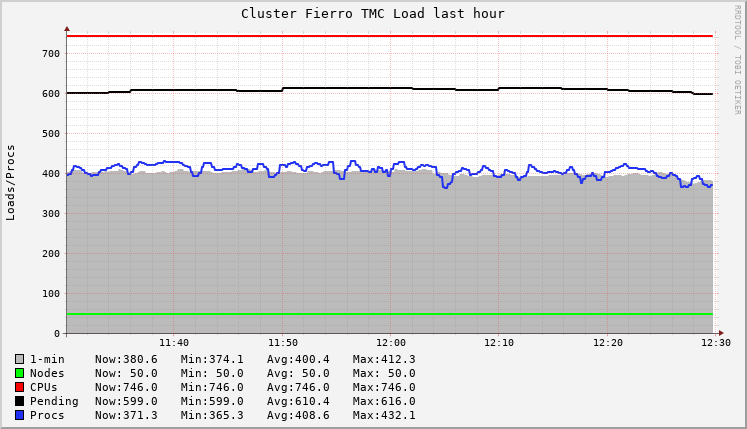 Cluster Fierro TMC Load last hour
RRDTOOL / TOBI OETIKER
Loads/Procs
700
600
500
400
300
200
100
0
11:40 11:50 12:00 12:10 12:20 12:30
1-min Now:380.6 Min:374.1 Avg:400.4 Max:412.3
Nodes Now: 50.0 Min: 50.0 Avg: 50.0 Max: 50.0
CPUs Now:746.0 Min:746.0 Avg:746.0 Max:746.0
Pending Now:599.0 Min:599.0 Avg:610.4 Max:616.0
Procs Now:371.3 Min:365.3 Avg:408.6 Max:432.1